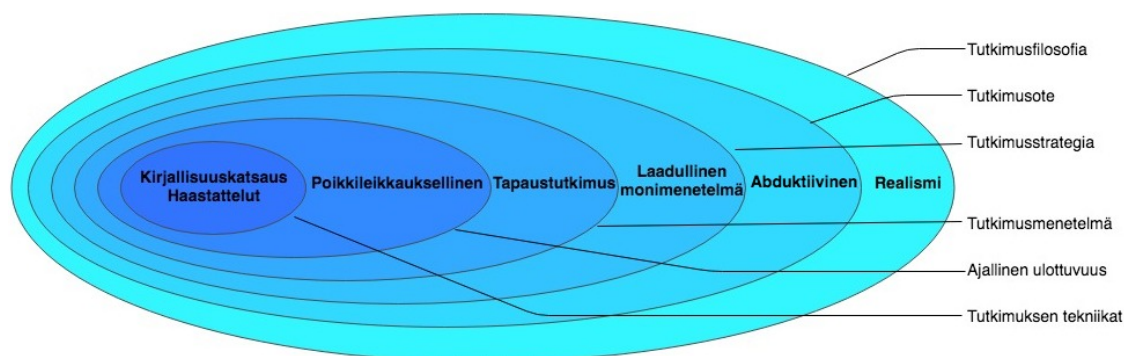 Tutkimusfilosofia
Tutkimusote
Tutkimusstrategia
Kirjallisuuskatsaus
Haastattelut
Poikkileikkauksellinen
Tapaustutkimus
Laadullinen
monimenetelmä
Abduktiivinen
Realismi
Tutkimusmenetelmä
Ajallinen ulottuvuus
Tutkimuksen tekniikat